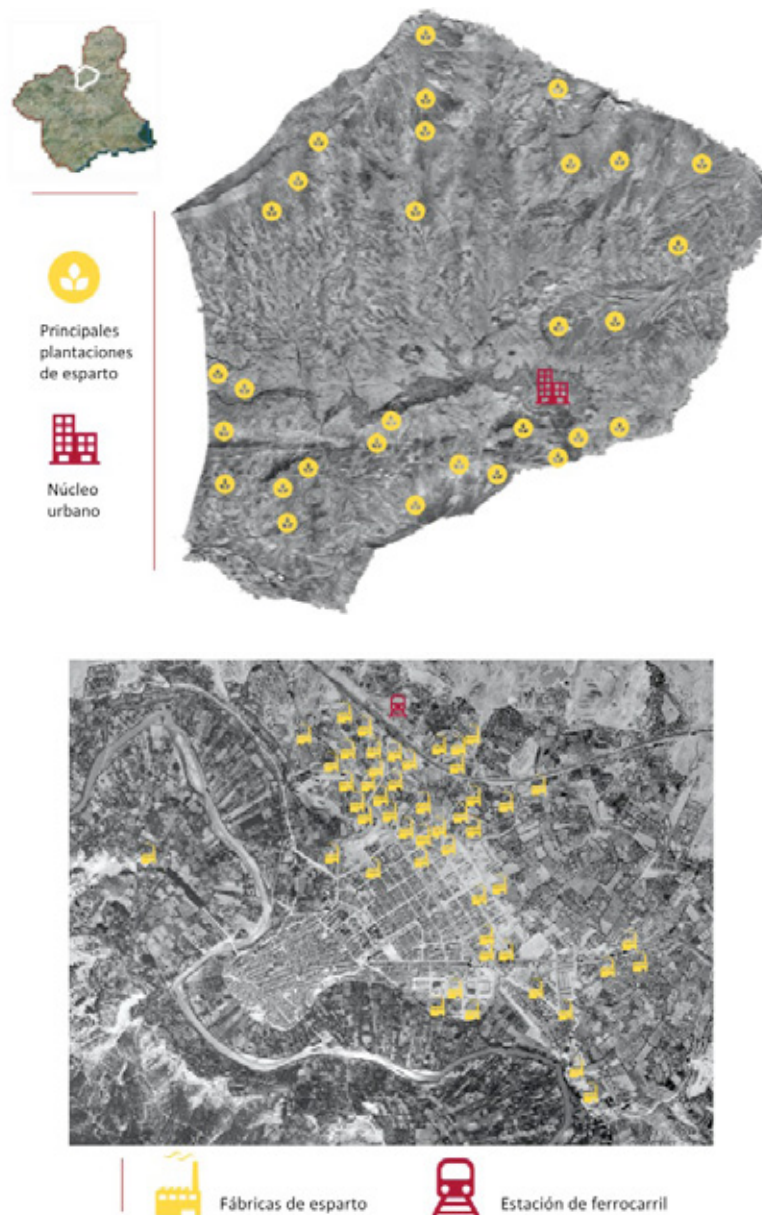 Principales
plantaciones
de esparto
Núcleo
urbano
Fábricas de esparto
Estación de ferrocarril